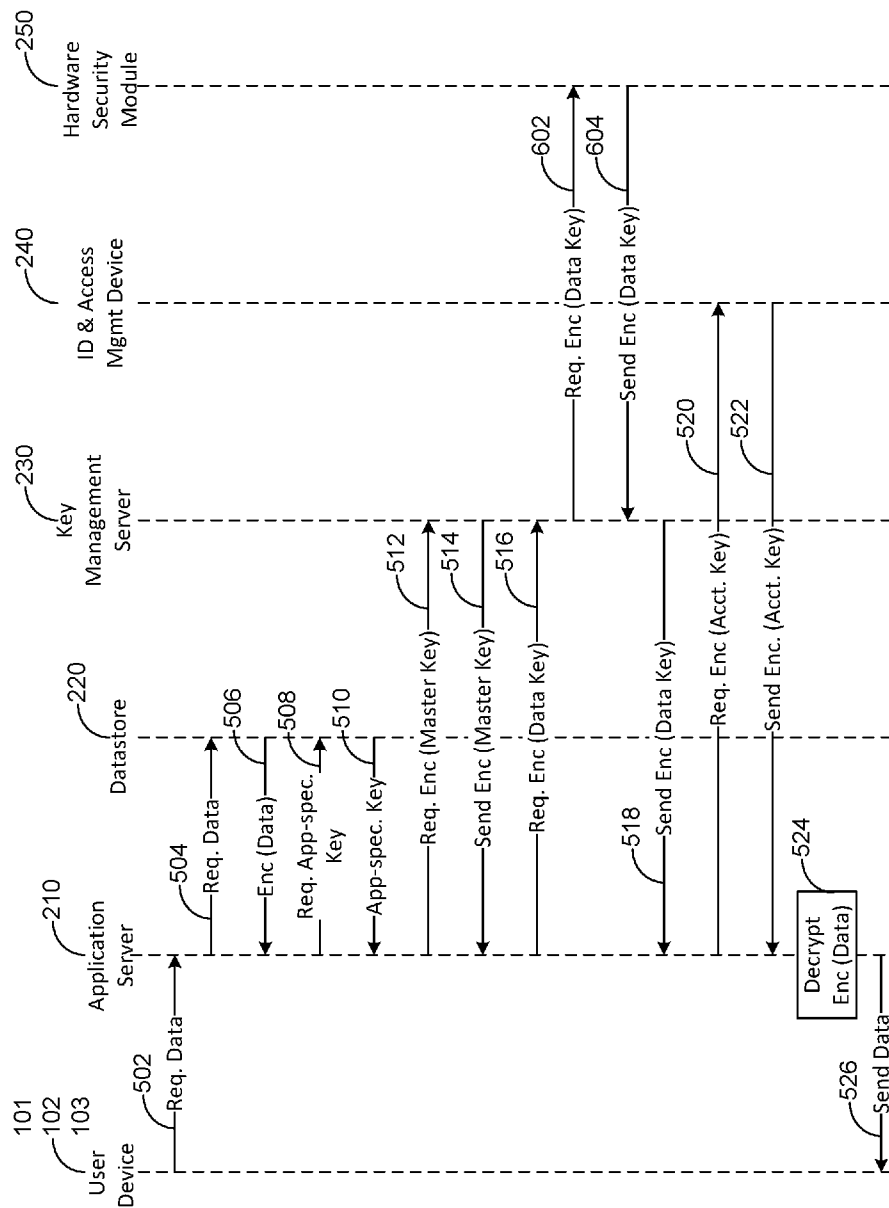 101
102
103
User
Device
210
Application
Server
220
Datastore
230
Key
Management
Server
240
ID & Access
Mgmt Device
250
Hardware
Security
Module
502
Req. Data
504
Req. Data
506
Enc (Data)
508
Req. App-spec.
Key
510
App-spec. Key
512
Req. Enc (Master Key)
514
Send Enc (Master Key)
516
Req. Enc (Data Key)
602
Req. Enc (Data Key)
604
Send Enc (Data Key)
518
Send Enc (Data Key)
520
Req. Enc (Acct. Key)
522
Send Enc. (Acct. Key)
524
Decrypt
Enc (Data)
526
Send Data